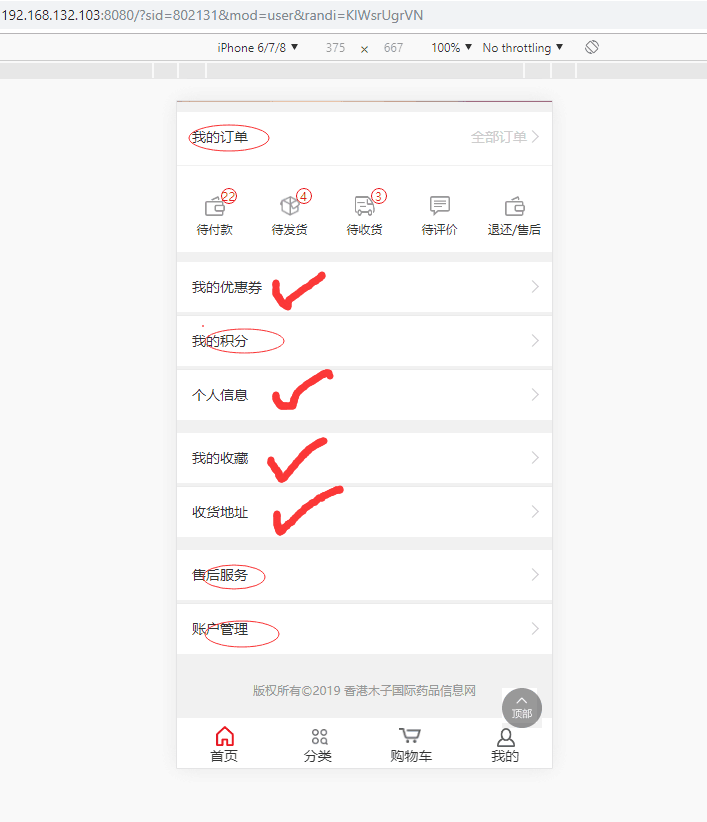 192.168.132.103:8080/?sid=802131&mod=user&randi=KlWsrUgrVN
iPhone 6/7/8 ▼ 375 × 667 100% ▼ No throttling ▼
我的订单 全部订单
22 4 3
待付款 待发货 待收货 待评价 退还/售后
我的优惠券
我的积分
个人信息
我的收藏
收货地址
售后服务
账户管理
版权所有©2019 香港木子国际药品信息网
顶部
首页 分类 购物车 我的